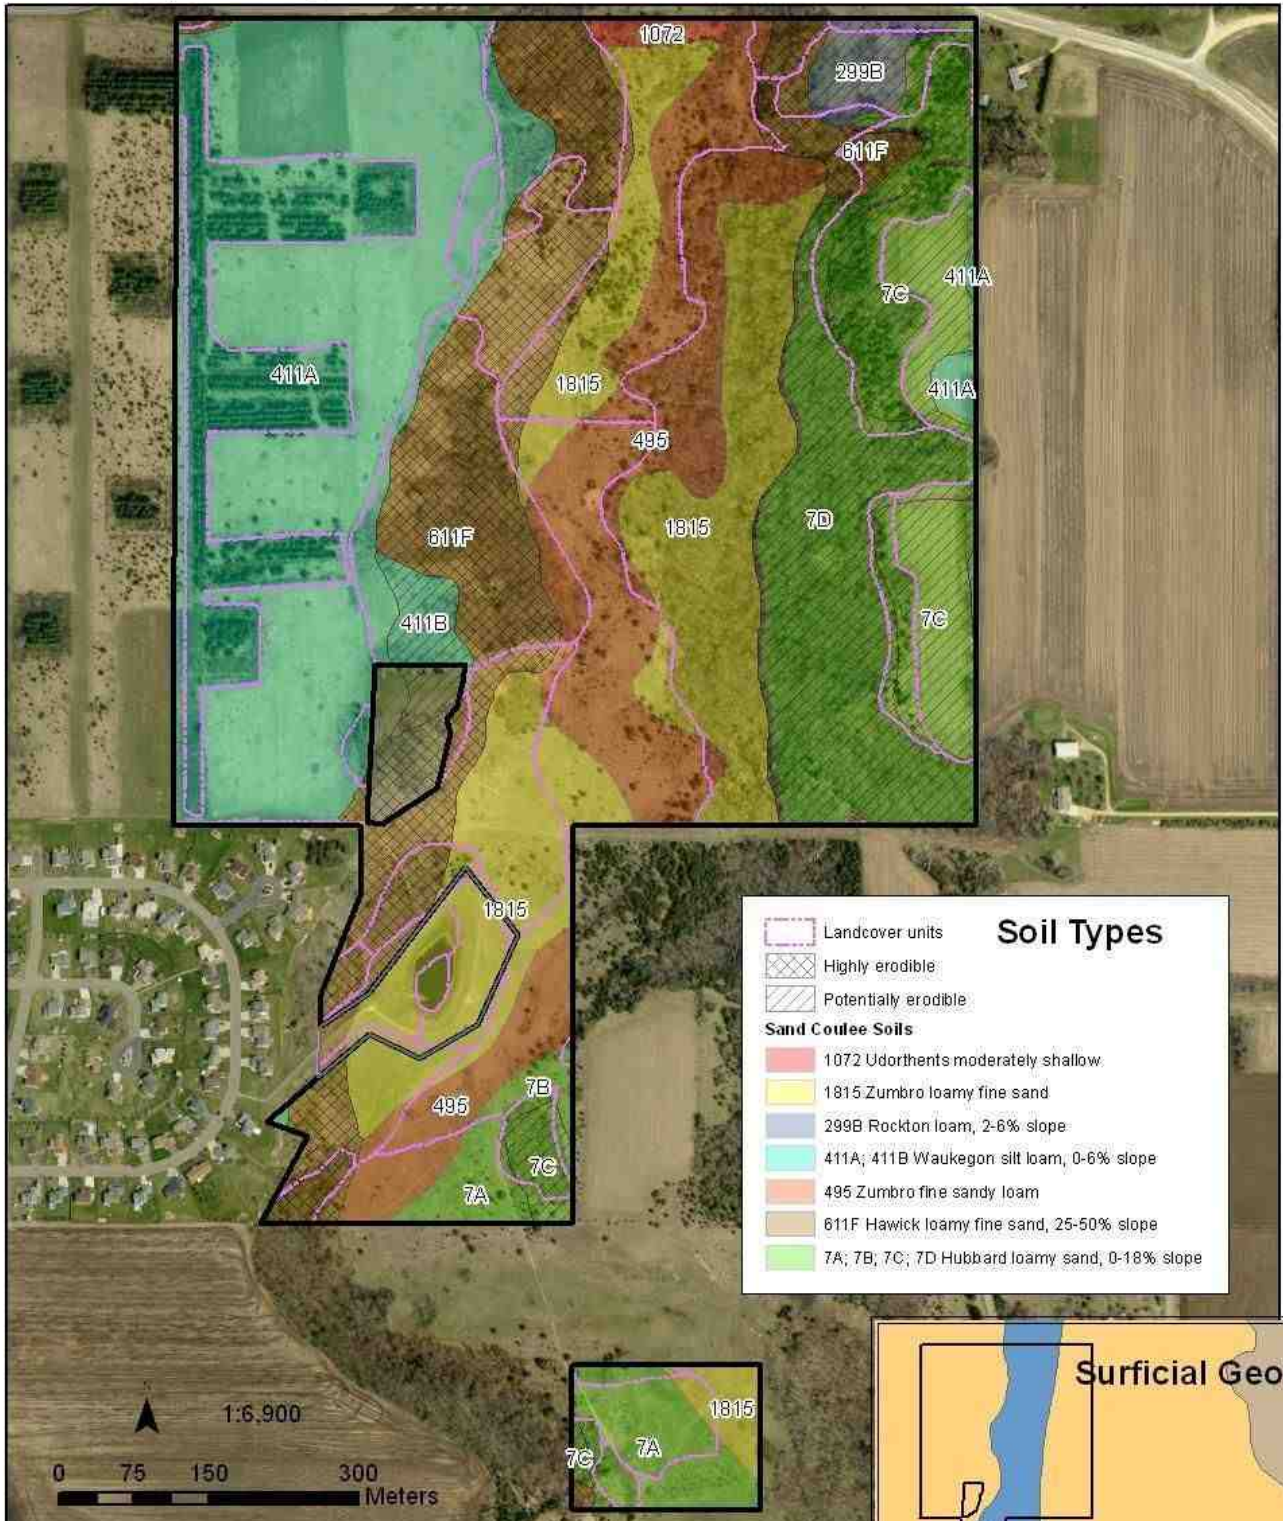 1072
299B
611F
411A
7C
411A
411A
1815
495
1815
7D
611F
411B
7C
1815
7B
495
7C
7A
Soil Types
Landcover units
Highly erodible
Potentially erodible
Sand Coulee Soils
1072 Udorthents moderately shallow
1815 Zumbro loamy fine sand
299B Rockton loam, 2-6% slope
411A; 411B Waukegon silt loam, 0-6% slope
495 Zumbro fine sandy loam
611F Hawick loamy fine sand, 25-50% slope
7A; 7B; 7C; 7D Hubbard loamy sand, 0-18% slope
Surficial Geo
1815
7A
7C
1:6,900
0 75 150 300
Meters